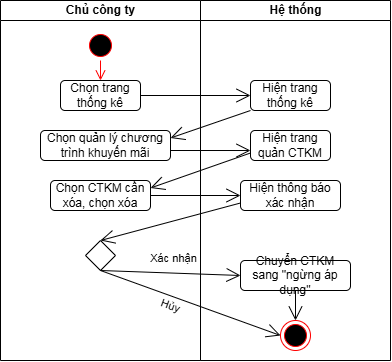 Chủ công ty
Hệ thống
Chọn trang
thống kê
Hiện trang
thống kê
Chọn quản lý chương
trình khuyến mãi
Hiện trang
quản CTKM
Chọn CTKM cần
xóa, chọn xóa
Hiện thông báo
xác nhận
Xác nhận
Chuyển CTKM
sang "ngừng áp
dụng"
Hủy